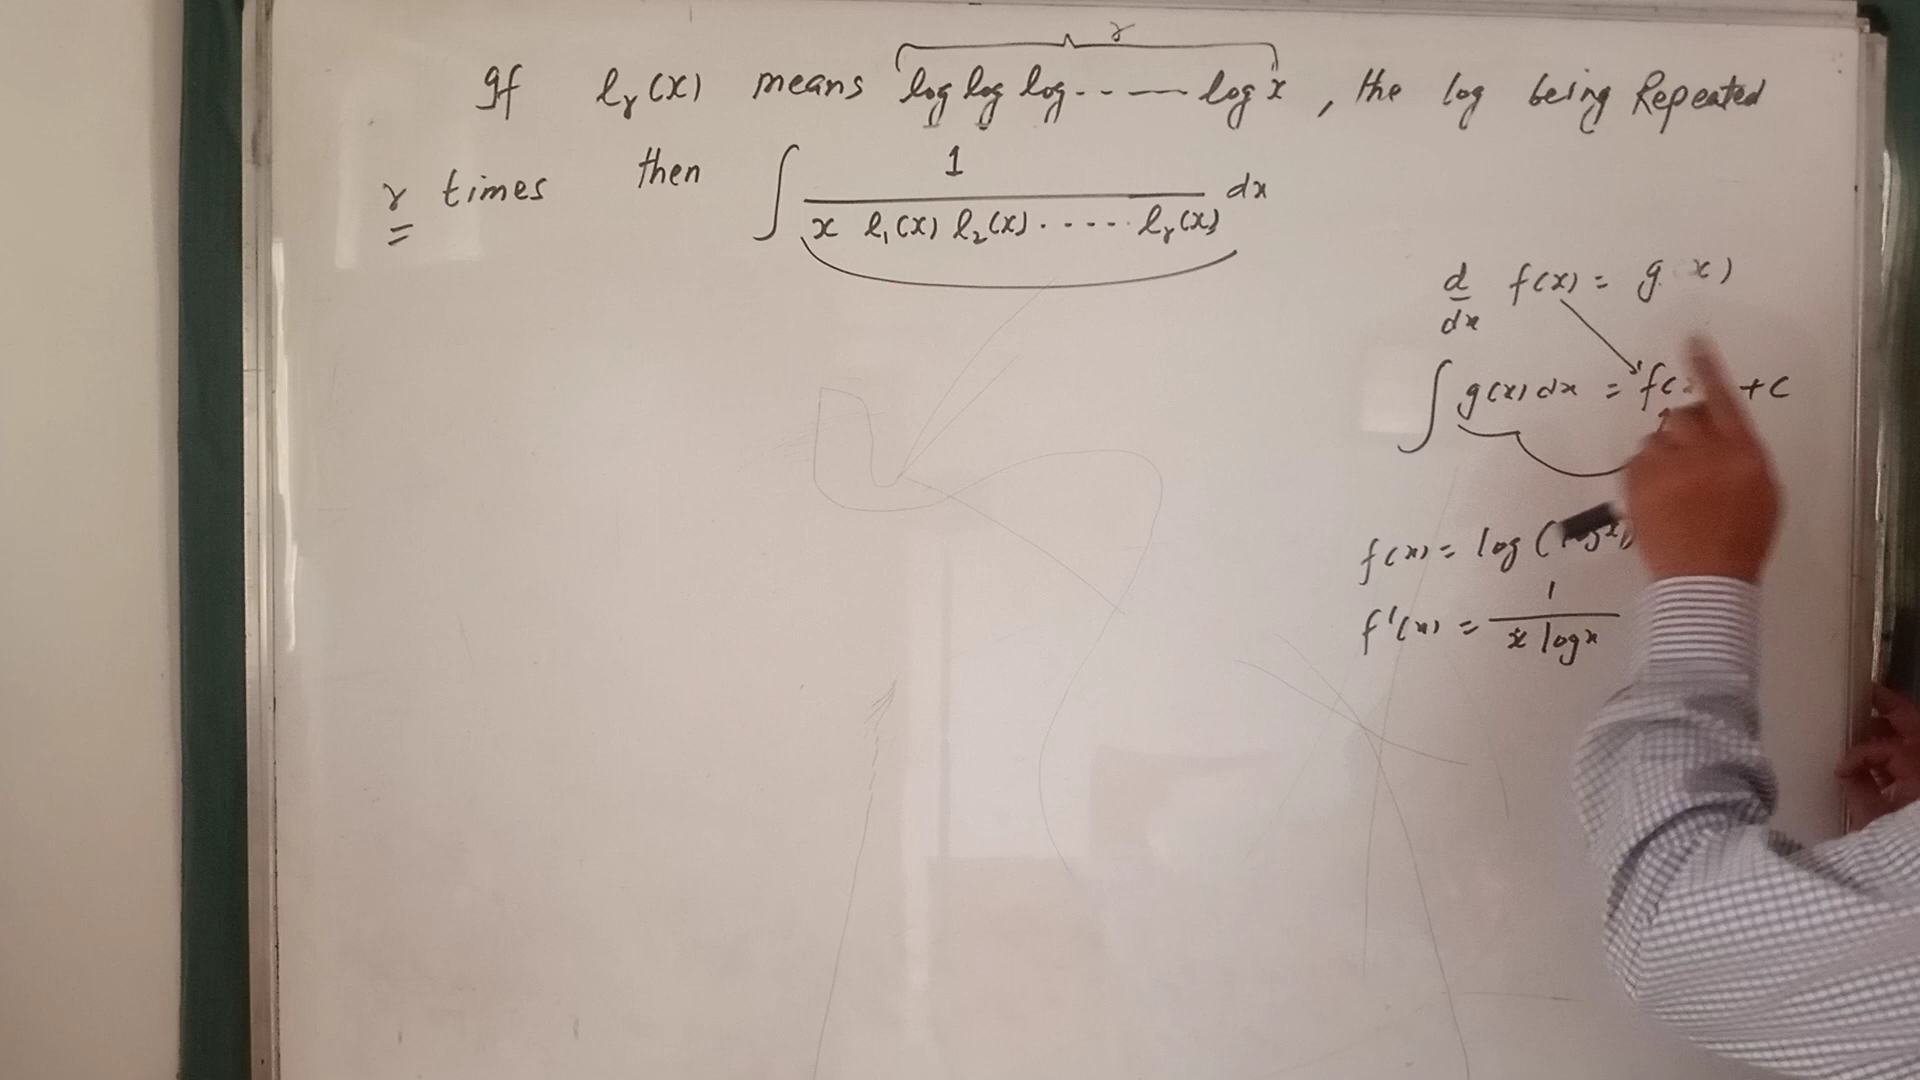 r
If lr(x) means log log log-----log x , the log being Repeated
r times then ∫ 1 / (x l1(x) l2(x) ..... lr(x)) dx
d/dx f(x) = g x)
∫ g(x) dx = f( +c
f(x) = log (
f'(x) = 1 / (x log x)